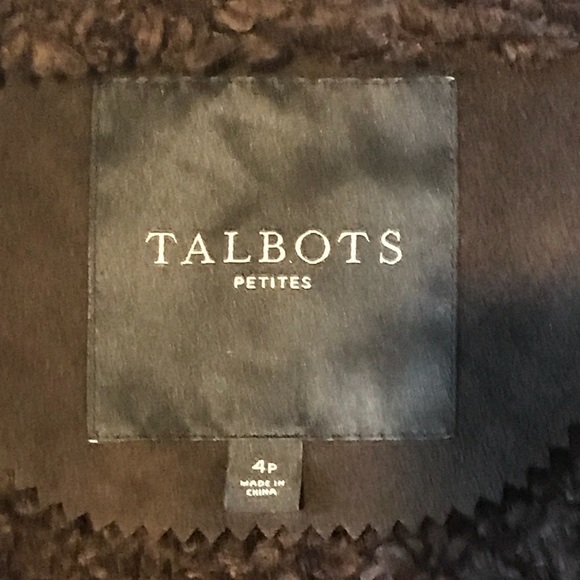 TALBOTS
PETITES
4P
MADE IN
CHINA